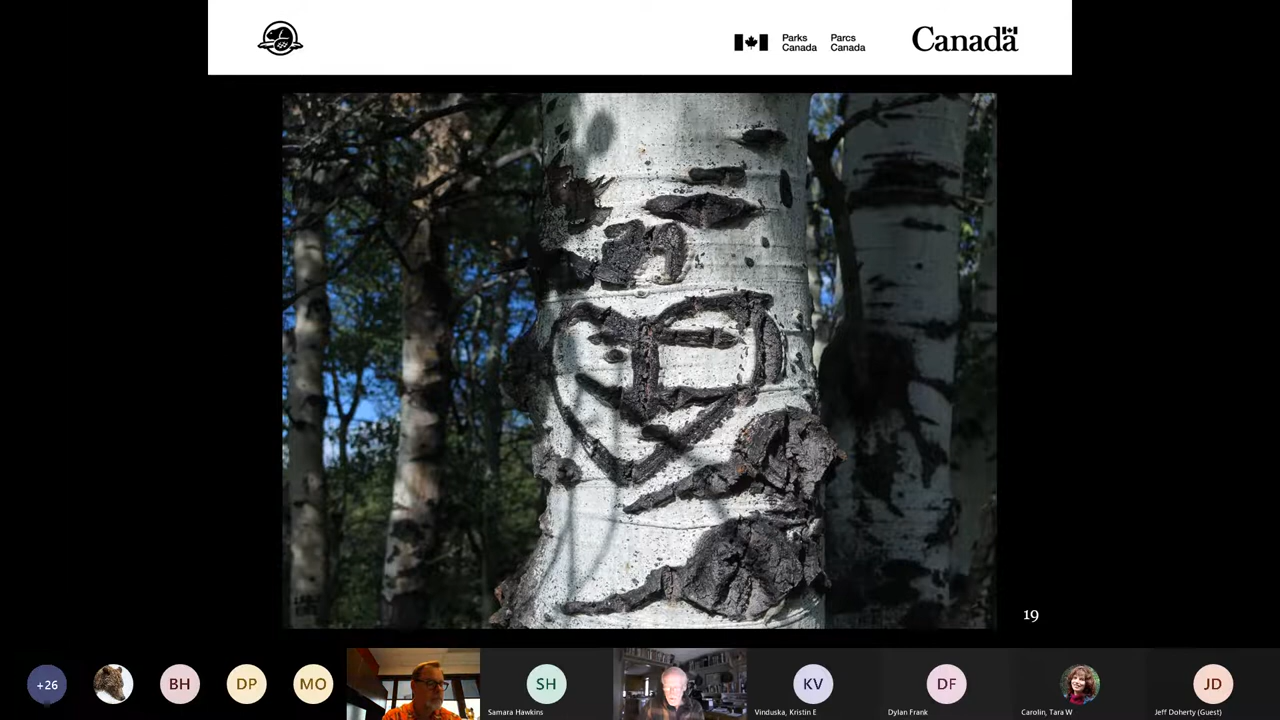 Parks Canada
Parcs Canada
Canada
19
+26
BH
DP
MO
SH
Samara Hawkins
KV
Vinduska, Kristin E
DF
Dylan Frank
Carolin, Tara W
JD
Jeff Doherty (Guest)